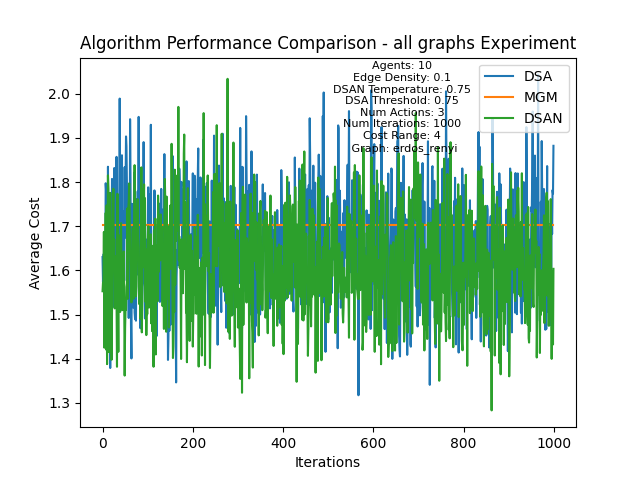 Algorithm Performance Comparison - all graphs Experiment
Agents: 10
Edge Density: 0.1
DSAN Temperature: 0.75
DSA Threshold: 0.75
Num Actions: 3
Num Iterations: 1000
Cost Range: 4
Graph: erdos_renyi
DSA
MGM
DSAN
Average Cost
2.0
1.9
1.8
1.7
1.6
1.5
1.4
1.3
0
200
400
600
800
1000
Iterations